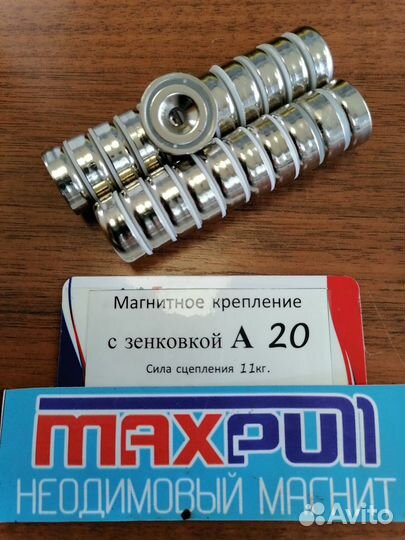 Магнитное крепление
с зенковкой А 20
Сила сцепления 11кг.
MAXPULL
НЕОДИМОВЫЙ МАГНИТ
Avito